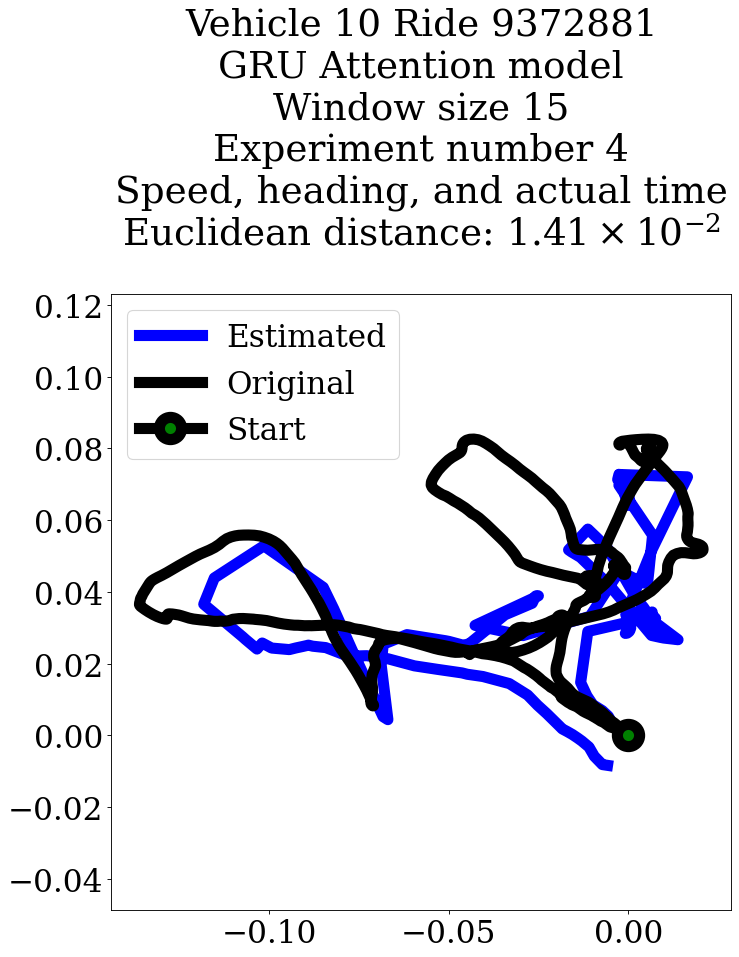 Vehicle 10 Ride 9372881
GRU Attention model
Window size 15
Experiment number 4
Speed, heading, and actual time
Euclidean distance: 1.41 × 10⁻²
Estimated
Original
Start
0.12
0.10
0.08
0.06
0.04
0.02
0.00
−0.02
−0.04
−0.10 −0.05 0.00